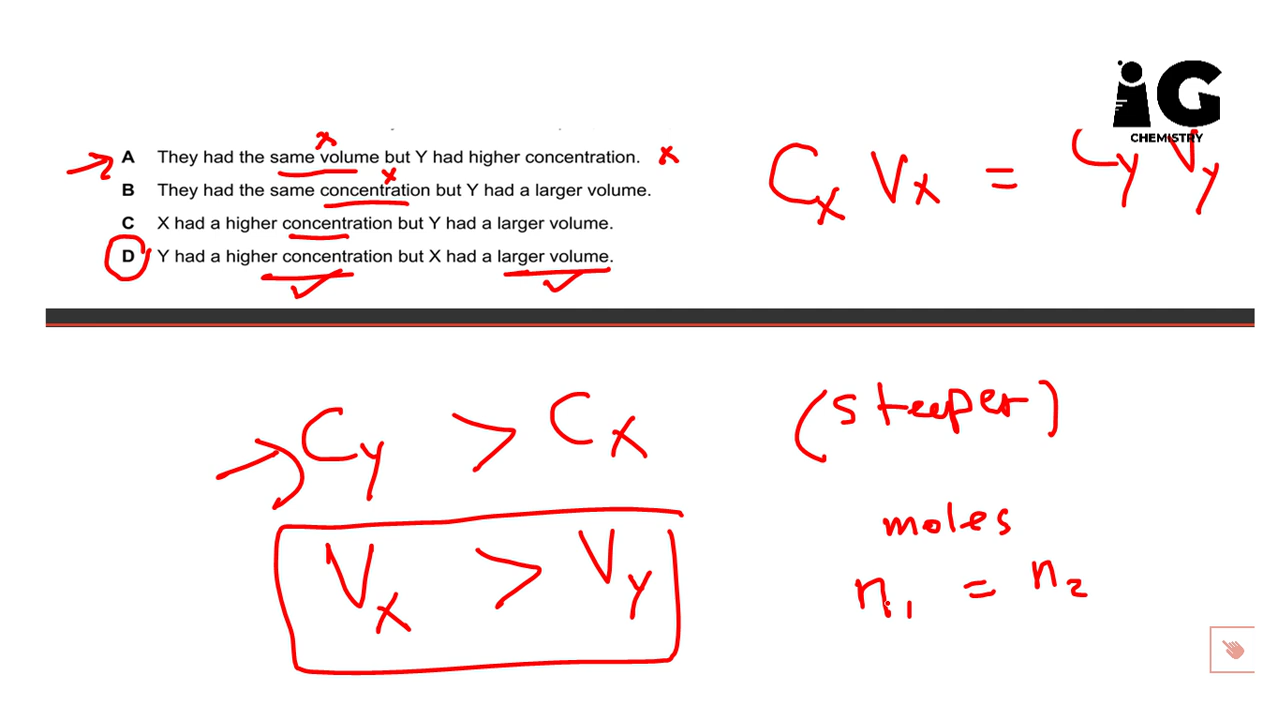 iG
CHEMISTRY
A They had the same volume but Y had higher concentration. x
B They had the same concentration but Y had a larger volume.
C X had a higher concentration but Y had a larger volume.
D Y had a higher concentration but X had a larger volume.
Cx Vx = Cy Vy
Cy > Cx (steeper)
Vx > Vy
moles
n1 = n2